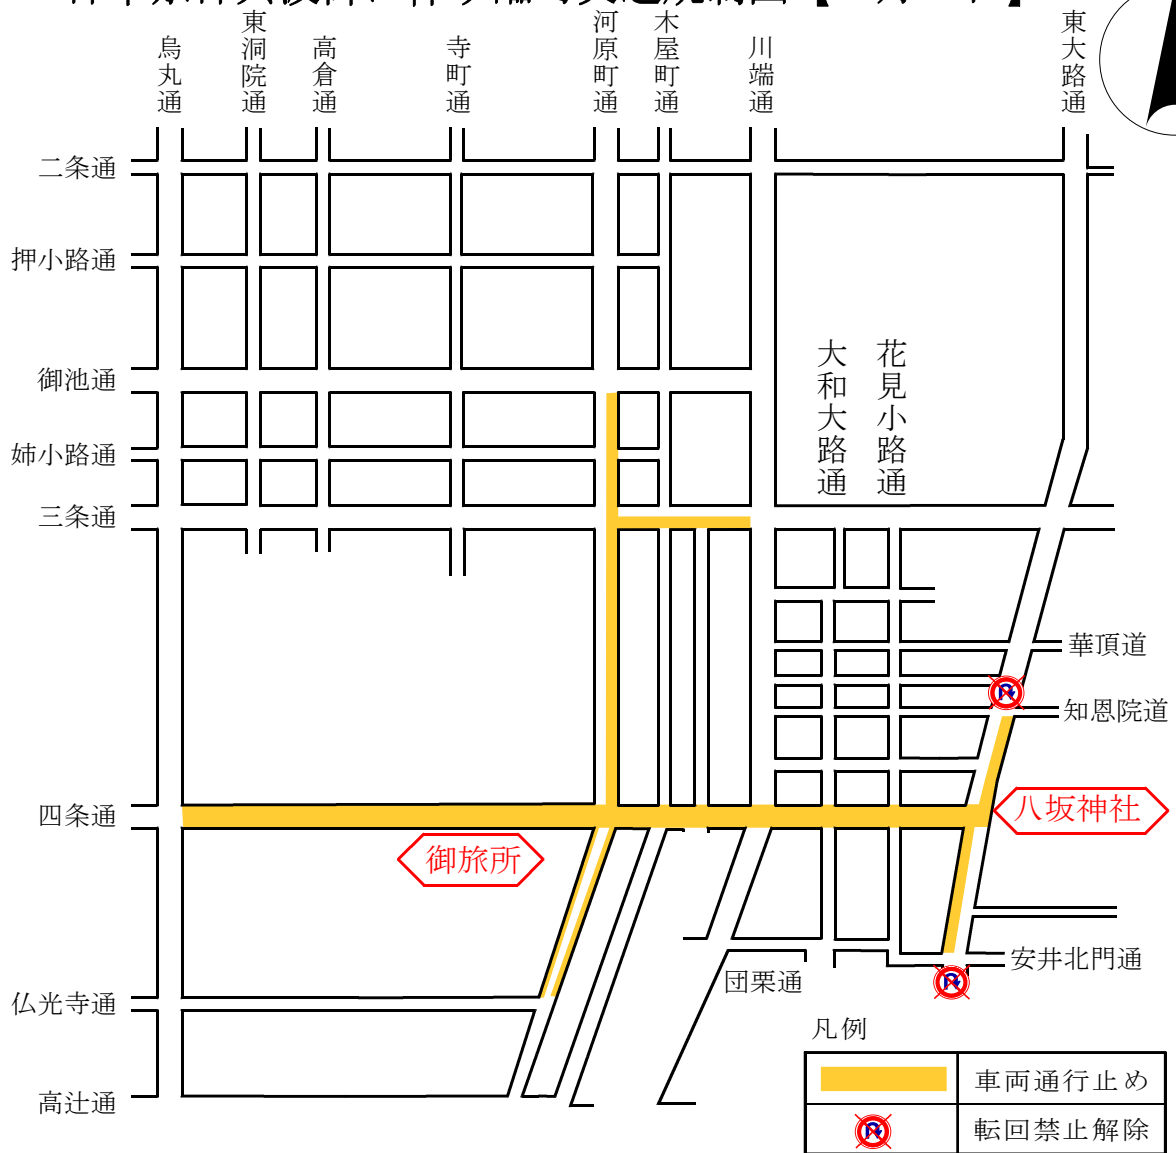 烏丸通
東洞院通
高倉通
寺町通
河原町通
木屋町通
川端通
東大路通
二条通
押小路通
御池通
姉小路通
三条通
四条通
仏光寺通
高辻通
大和大路通
花見小路通
華頂道
知恩院道
八坂神社
御旅所
安井北門通
団栗通
凡例
車両通行止め
転回禁止解除